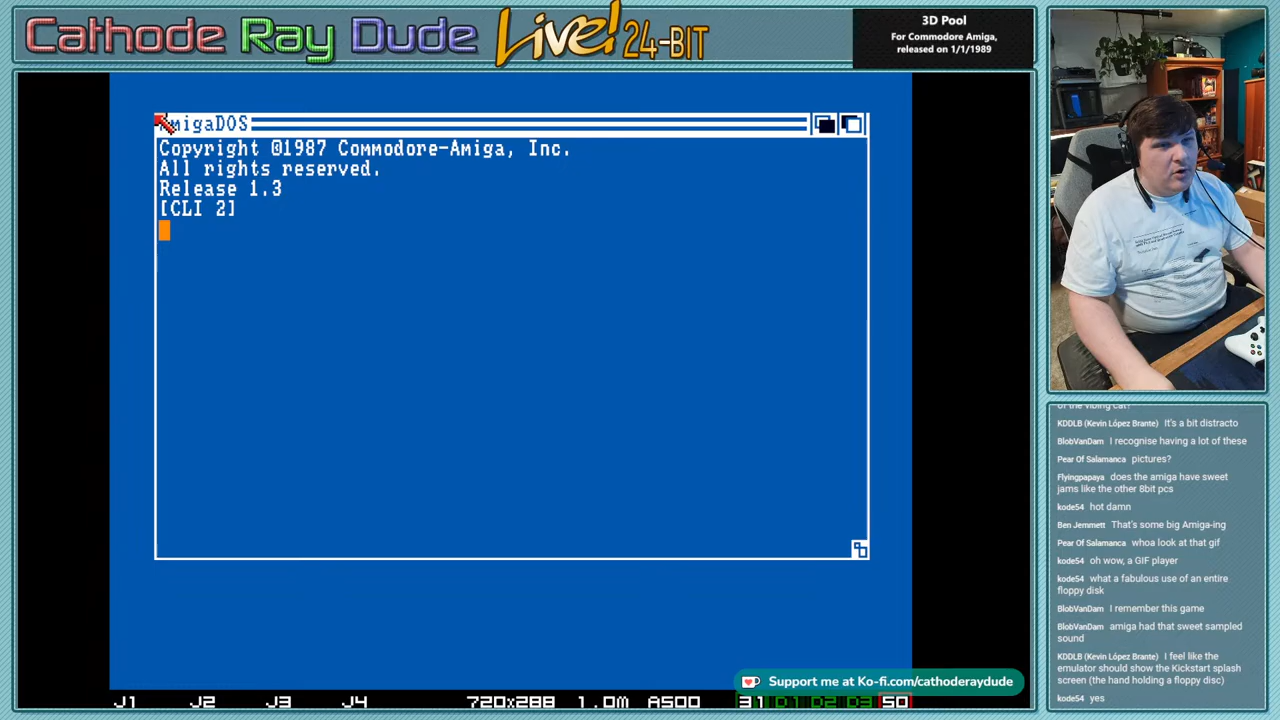 Cathode Ray Dude Live! 24-BIT
3D Pool
For Commodore Amiga,
released on 1/1/1989
AmigaDOS
Copyright ©1987 Commodore-Amiga, Inc.
All rights reserved.
Release 1.3
[CLI 2]
of the vibing cat?
KDDLB (Kevin López Brante) It's a bit distracto
BlobVanDam I recognise having a lot of these
Pear Of Salamanca pictures?
Flyingpapaya does the amiga have sweet
jams like the other 8bit pcs
kode54 hot damn
Ben Jemmett That's some big Amiga-ing
Pear Of Salamanca whoa look at that gif
kode54 oh wow, a GIF player
kode54 what a fabulous use of an entire
floppy disk
BlobVanDam I remember this game
BlobVanDam amiga had that sweet sampled
sound
KDDLB (Kevin López Brante) I feel like the
emulator should show the Kickstart splash
screen (the hand holding a floppy disc)
kode54 yes
Support me at Ko-fi.com/cathoderaydude
J1 J2 J3 J4 720x288 1.0m A500 31 D1 D2 D3 50